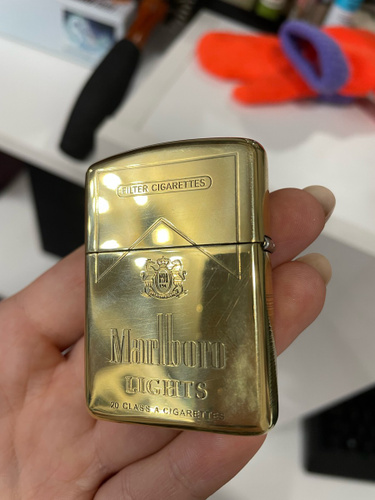 FILTER CIGARETTES
Marlboro
LIGHTS
20 CLASS A CIGARETTES